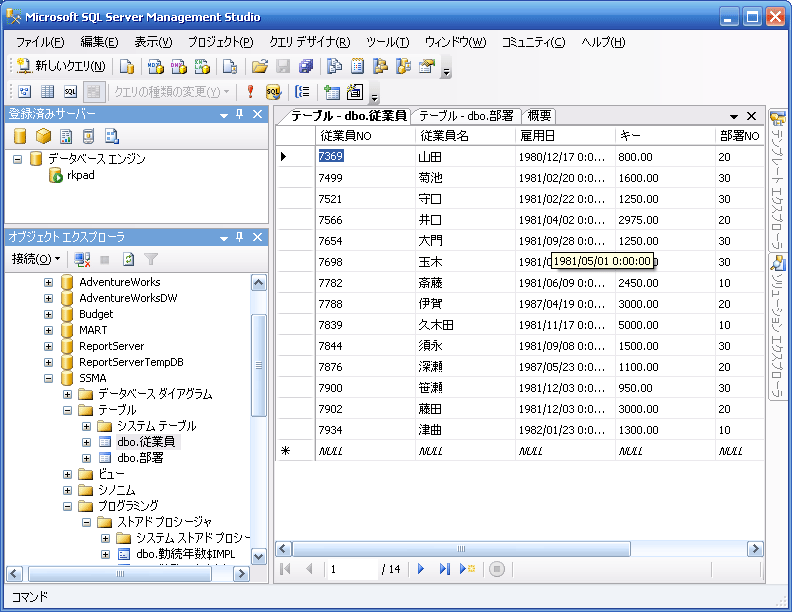 Microsoft SQL Server Management Studio
ファイル(F) 編集(E) 表示(V) プロジェクト(P) クエリ デザイナ(R) ツール(T) ウィンドウ(W) コミュニティ(C) ヘルプ(H)
新しいクエリ(N)
クエリの種類の変更(Y)
登録済みサーバー
データベース エンジン
rkpad
オブジェクト エクスプローラ
接続(O)
AdventureWorks
AdventureWorksDW
Budget
MART
ReportServer
ReportServerTempDB
SSMA
データベース ダイアグラム
テーブル
システム テーブル
dbo.従業員
dbo.部署
ビュー
シノニム
プログラミング
ストアド プロシージャ
システム ストアド プロシー
dbo.勤続年数$IMPL
テーブル - dbo.従業員 テーブル - dbo.部署 概要
従業員NO 従業員名 雇用日 キー 部署NO
7369 山田 1980/12/17 0:0... 800.00 20
7499 菊池 1981/02/20 0:0... 1600.00 30
7521 守口 1981/02/22 0:0... 1250.00 30
7566 井口 1981/04/02 0:0... 2975.00 20
7654 大門 1981/09/28 0:0... 1250.00 30
7698 玉木 1981/0 30
1981/05/01 0:00:00
7782 斎藤 1981/06/09 0:0... 2450.00 10
7788 伊賀 1987/04/19 0:0... 3000.00 20
7839 久木田 1981/11/17 0:0... 5000.00 10
7844 須永 1981/09/08 0:0... 1500.00 30
7876 深瀬 1987/05/23 0:0... 1100.00 20
7900 笹瀬 1981/12/03 0:0... 950.00 30
7902 藤田 1981/12/03 0:0... 3000.00 20
7934 津曲 1982/01/23 0:0... 1300.00 10
NULL NULL NULL NULL NULL
1 / 14
テンプレート エクスプローラ
ソリューション エクスプローラ
コマンド